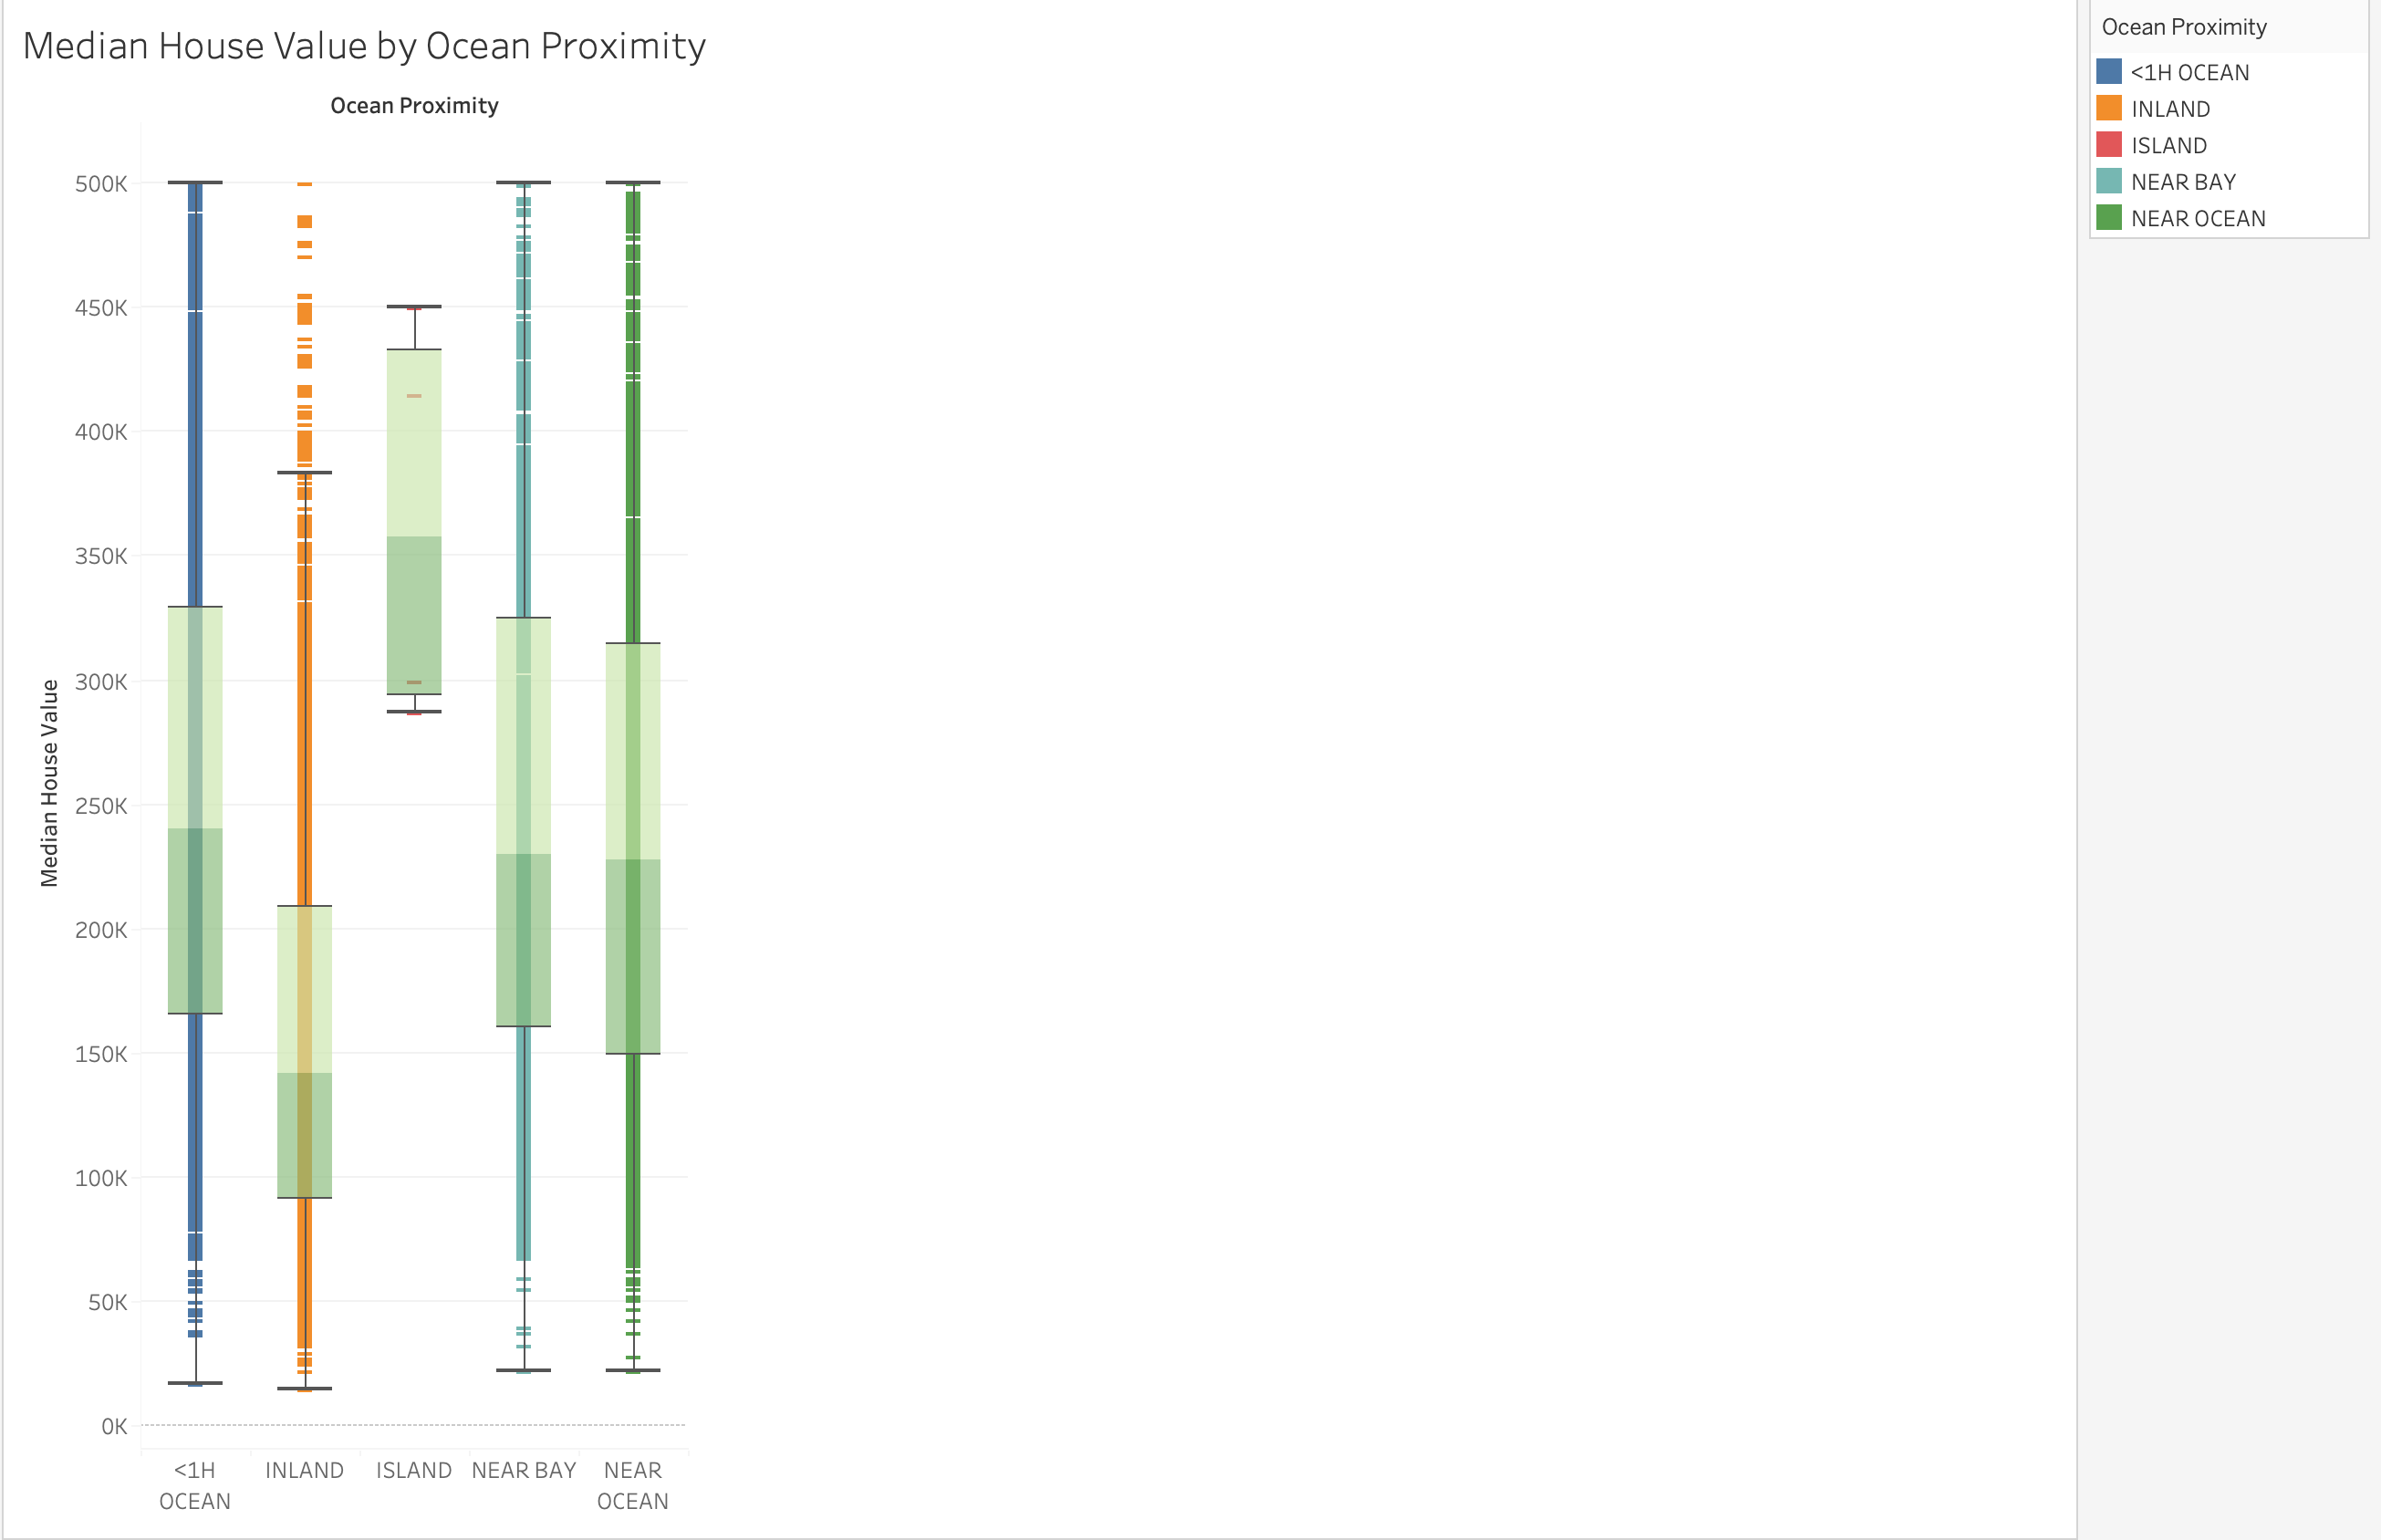 Median House Value by Ocean Proximity
Ocean Proximity
Median House Value
500K
450K
400K
350K
300K
250K
200K
150K
100K
50K
0K
<1H OCEAN
INLAND
ISLAND
NEAR BAY
NEAR OCEAN
Ocean Proximity
<1H OCEAN
INLAND
ISLAND
NEAR BAY
NEAR OCEAN